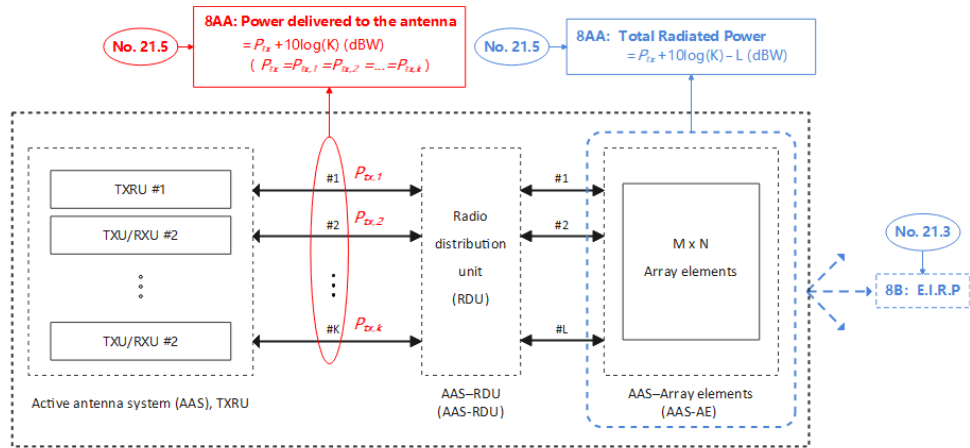 8AA: Power delivered to the antenna
= Ptx +10log(K) (dBW)
( Ptx =Ptx,1 =Ptx,2 =...=Ptx,k )
No. 21.5
8AA: Total Radiated Power
= Ptx +10log(K) – L (dBW)
No. 21.5
TXRU #1
TXU/RXU #2
TXU/RXU #2
Active antenna system (AAS), TXRU
#1
Ptx,1
#2
Ptx,2
#K
Ptx,k
Radio
distribution
unit
(RDU)
AAS–RDU
(AAS-RDU)
#1
#2
#L
M x N
Array elements
AAS–Array elements
(AAS-AE)
No. 21.3
8B: E.I.R.P